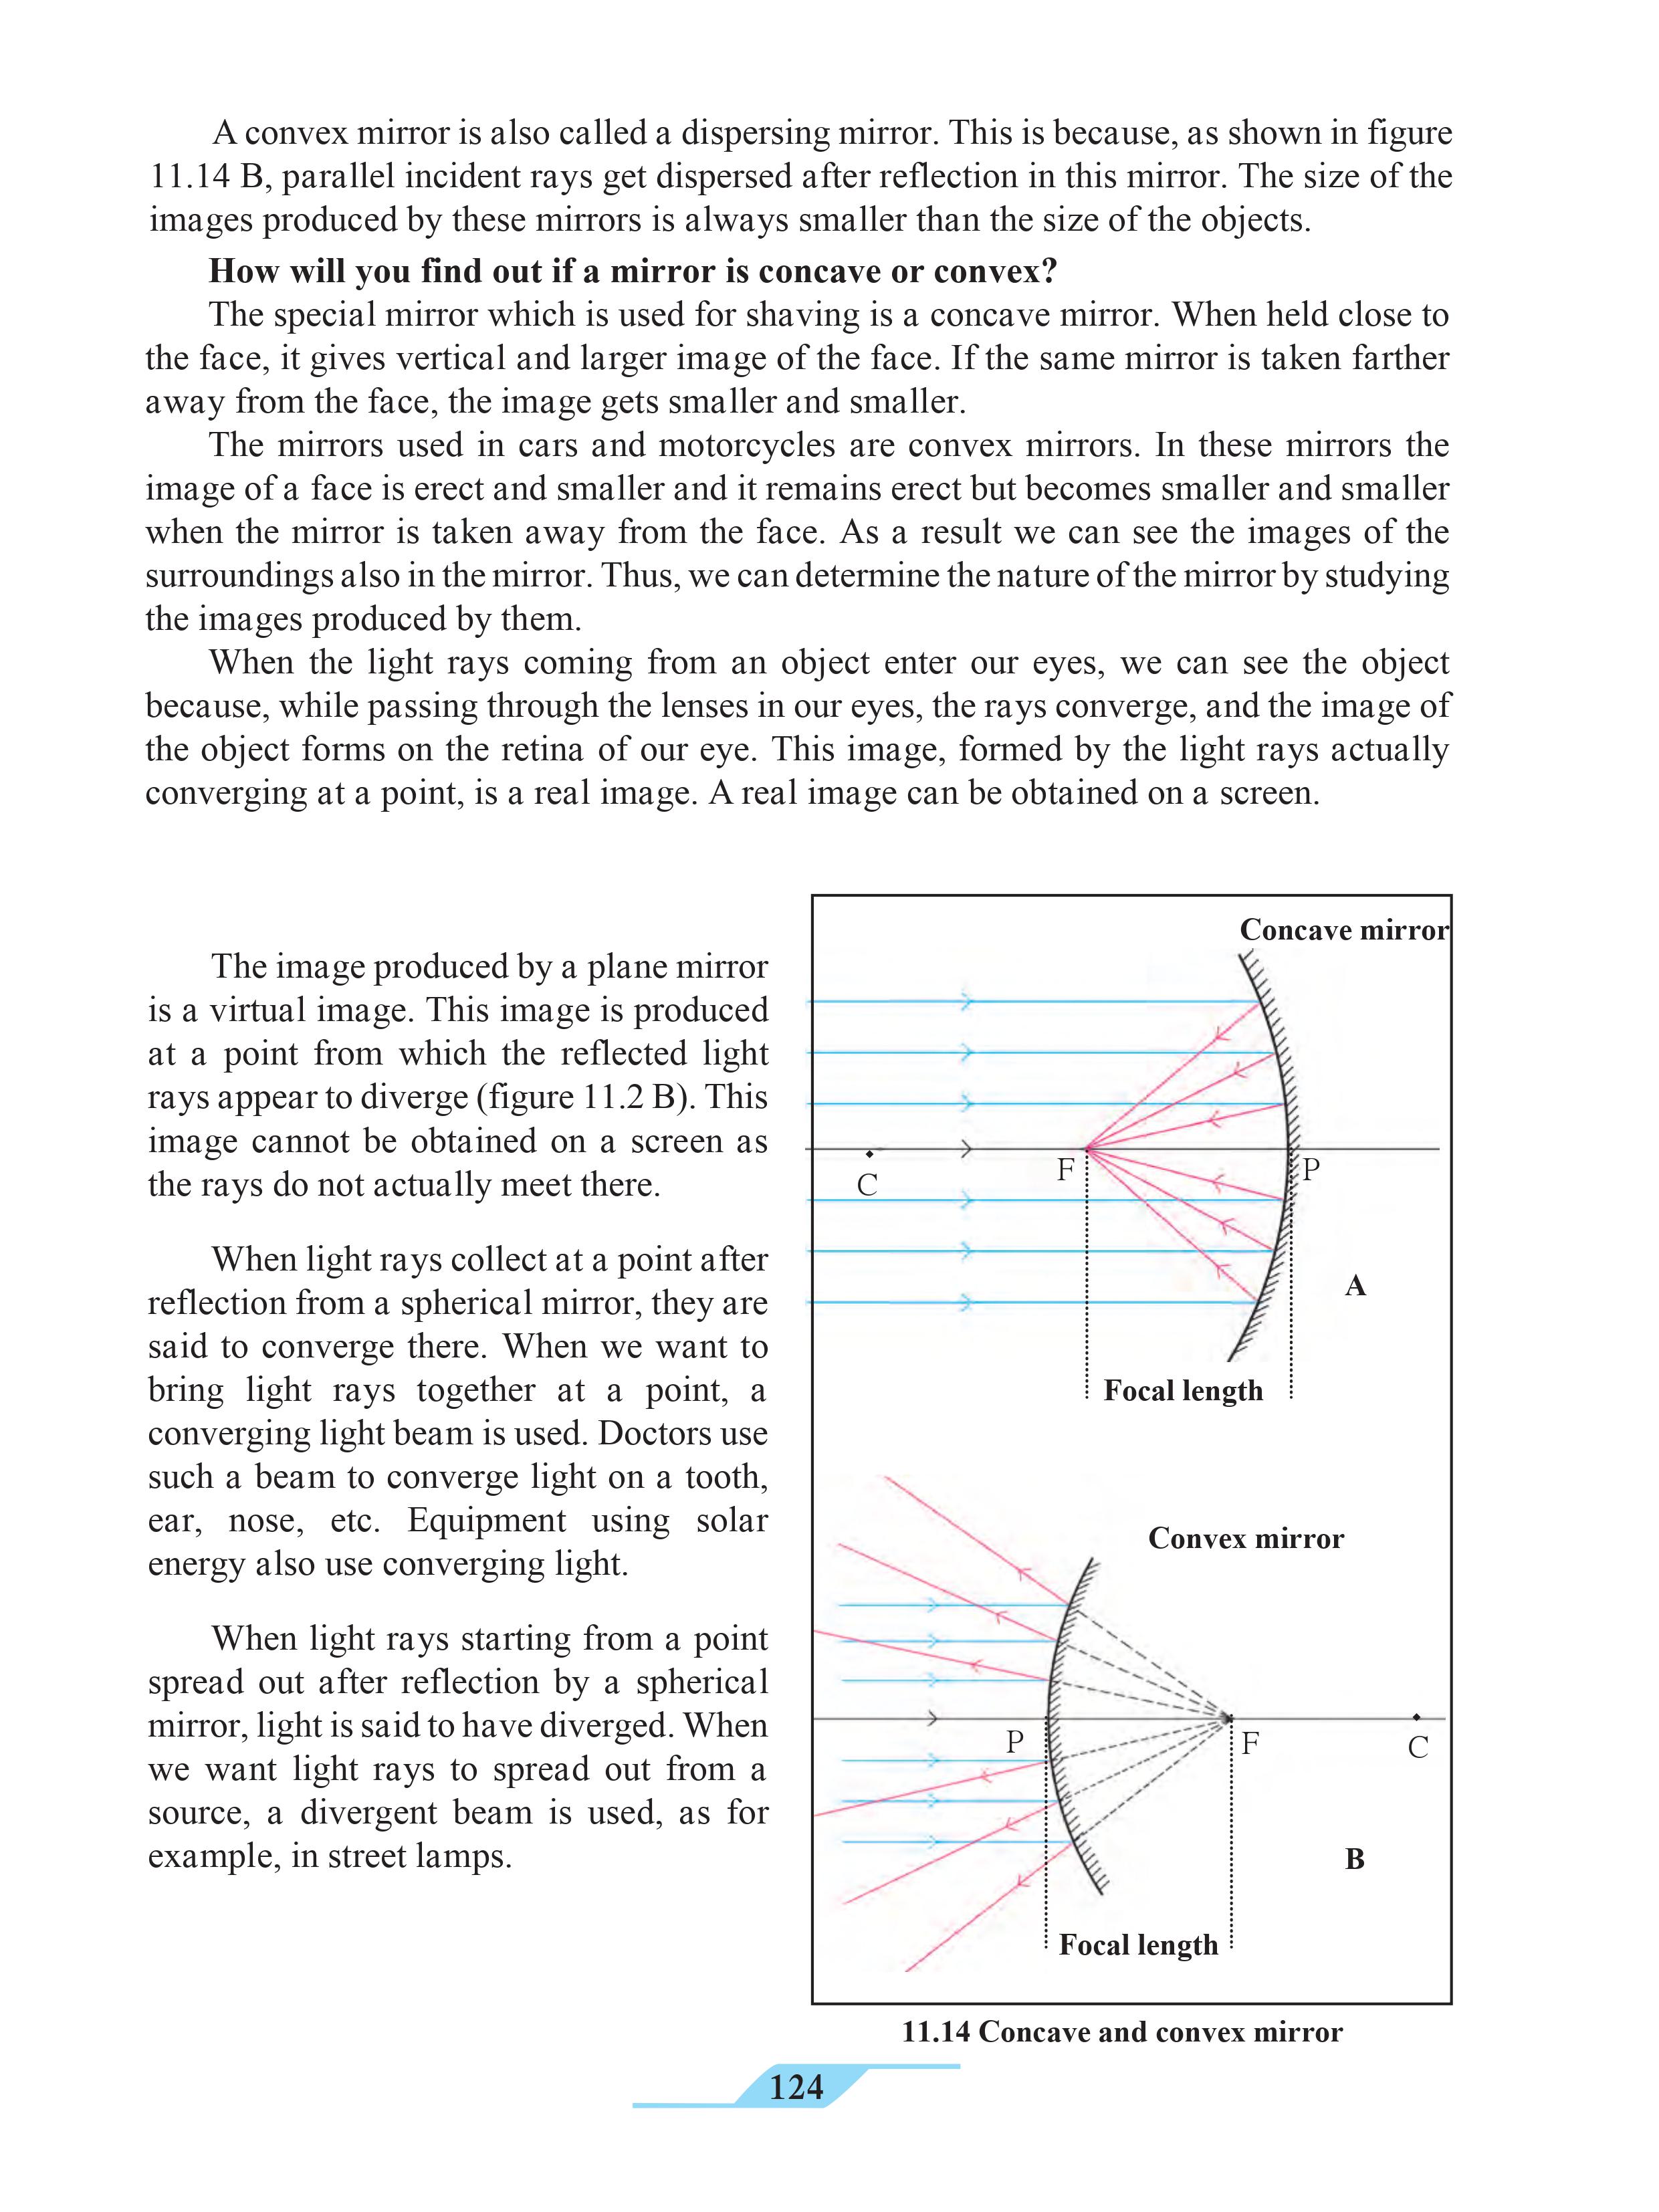 A convex mirror is also called a dispersing mirror. This is because, as shown in figure
11.14 B, parallel incident rays get dispersed after reflection in this mirror. The size of the
images produced by these mirrors is always smaller than the size of the objects.
How will you find out if a mirror is concave or convex?
The special mirror which is used for shaving is a concave mirror. When held close to
the face, it gives vertical and larger image of the face. If the same mirror is taken farther
away from the face, the image gets smaller and smaller.
The mirrors used in cars and motorcycles are convex mirrors. In these mirrors the
image of a face is erect and smaller and it remains erect but becomes smaller and smaller
when the mirror is taken away from the face. As a result we can see the images of the
surroundings also in the mirror. Thus, we can determine the nature of the mirror by studying
the images produced by them.
When the light rays coming from an object enter our eyes, we can see the object
because, while passing through the lenses in our eyes, the rays converge, and the image of
the object forms on the retina of our eye. This image, formed by the light rays actually
converging at a point, is a real image. A real image can be obtained on a screen.
The image produced by a plane mirror
is a virtual image. This image is produced
at a point from which the reflected light
rays appear to diverge (figure 11.2 B). This
image cannot be obtained on a screen as
the rays do not actually meet there.
When light rays collect at a point after
reflection from a spherical mirror, they are
said to converge there. When we want to
bring light rays together at a point, a
converging light beam is used. Doctors use
such a beam to converge light on a tooth,
ear, nose, etc. Equipment using solar
energy also use converging light.
When light rays starting from a point
spread out after reflection by a spherical
mirror, light is said to have diverged. When
we want light rays to spread out from a
source, a divergent beam is used, as for
example, in street lamps.
Concave mirror
C
F
P
A
Focal length
Convex mirror
P
F
C
B
Focal length
11.14 Concave and convex mirror
124